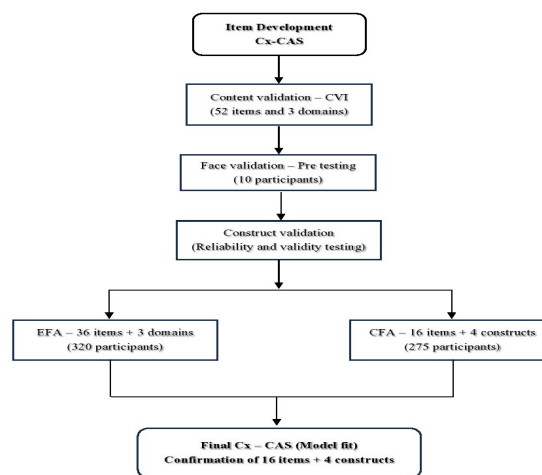 Item Development
Cx-CAS
Content validation – CVI
(52 items and 3 domains)
Face validation – Pre testing
(10 participants)
Construct validation
(Reliability and validity testing)
EFA – 36 items + 3 domains
(320 participants)
CFA – 16 items + 4 constructs
(275 participants)
Final Cx – CAS (Model fit)
Confirmation of 16 items + 4 constructs